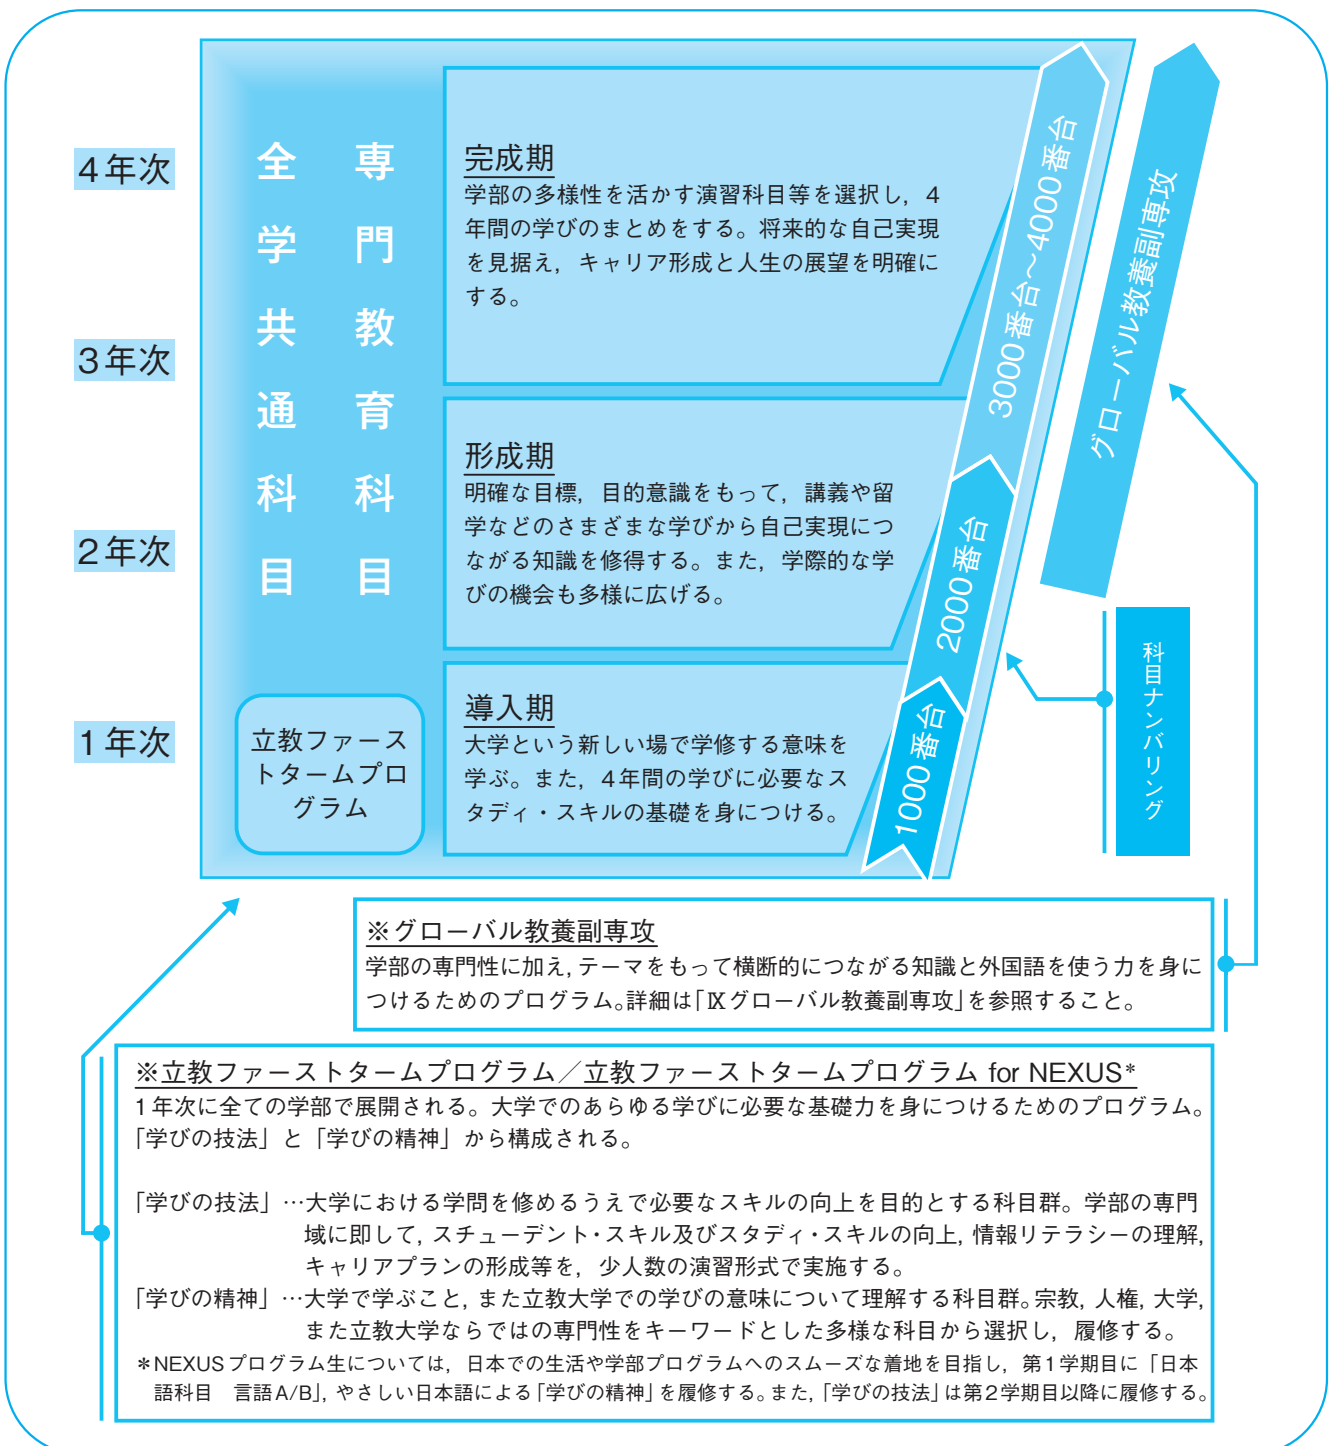 4年次
3年次
2年次
1年次
全学共通科目
専門教育科目
立教ファース
トタームプロ
グラム
完成期
学部の多様性を活かす演習科目等を選択し，4
年間の学びのまとめをする。将来的な自己実現
を見据え，キャリア形成と人生の展望を明確に
する。
形成期
明確な目標，目的意識をもって，講義や留
学などのさまざまな学びから自己実現につ
ながる知識を修得する。また，学際的な学
びの機会も多様に広げる。
導入期
大学という新しい場で学修する意味を
学ぶ。また，4年間の学びに必要なス
タディ・スキルの基礎を身につける。
3000番台～4000番台
2000番台
1000番台
グローバル教養副専攻
科目ナンバリング
※グローバル教養副専攻
学部の専門性に加え，テーマをもって横断的につながる知識と外国語を使う力を身に
つけるためのプログラム。詳細は「Ⅸグローバル教養副専攻」を参照すること。
※立教ファーストタームプログラム／立教ファーストタームプログラム for NEXUS*
1年次に全ての学部で展開される。大学でのあらゆる学びに必要な基礎力を身につけるためのプログラム。
「学びの技法」と「学びの精神」から構成される。
「学びの技法」…大学における学問を修めるうえで必要なスキルの向上を目的とする科目群。学部の専門
域に即して，スチューデント・スキル及びスタディ・スキルの向上，情報リテラシーの理解，
キャリアプランの形成等を，少人数の演習形式で実施する。
「学びの精神」…大学で学ぶこと，また立教大学での学びの意味について理解する科目群。宗教，人権，大学，
また立教大学ならではの専門性をキーワードとした多様な科目から選択し，履修する。
*NEXUSプログラム生については，日本での生活や学部プログラムへのスムーズな着地を目指し，第1学期目に「日本
語科目　言語A/B」，やさしい日本語による「学びの精神」を履修する。また，「学びの技法」は第2学期目以降に履修する。